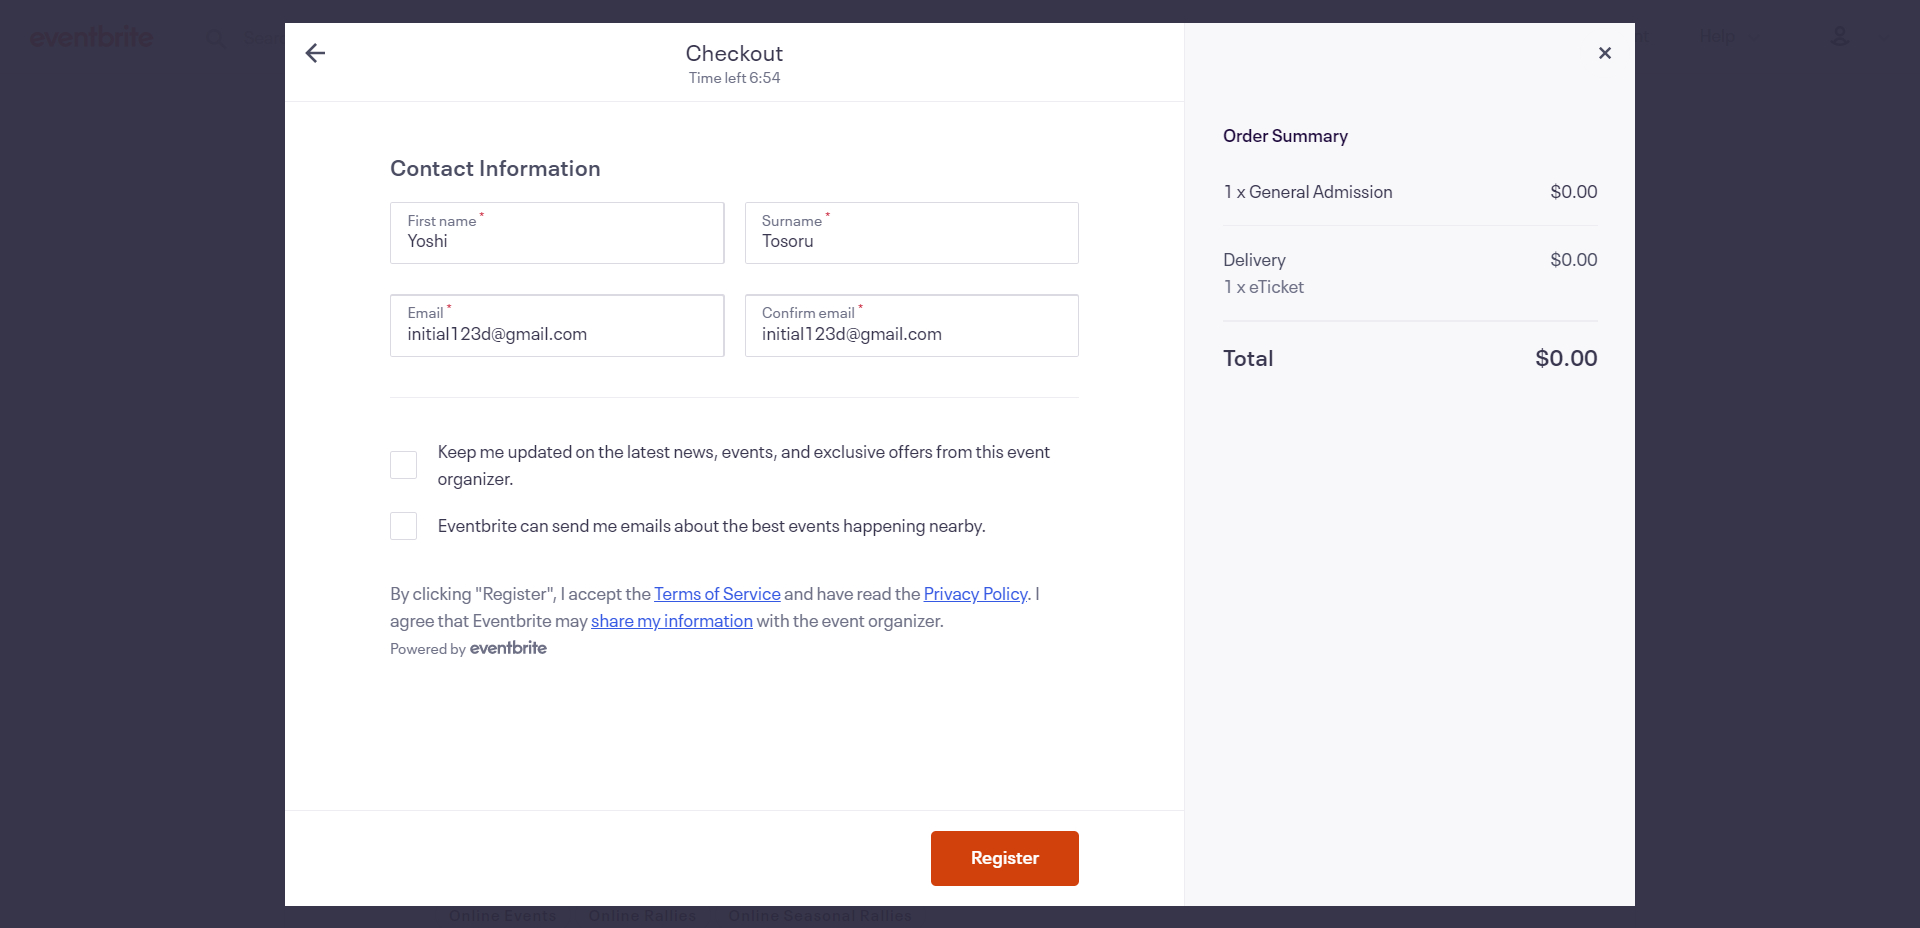 eventbrite
Help
Checkout
Time left 6:54
Contact Information
First name *
Yoshi
Surname *
Tosoru
Email *
initial123d@gmail.com
Confirm email *
initial123d@gmail.com
Keep me updated on the latest news, events, and exclusive offers from this event
organizer.
Eventbrite can send me emails about the best events happening nearby.
By clicking "Register", I accept the Terms of Service and have read the Privacy Policy. I
agree that Eventbrite may share my information with the event organizer.
Powered by eventbrite
Register
Order Summary
1 x General Admission $0.00
Delivery $0.00
1 x eTicket
Total $0.00
Online Events Online Rallies Online Seasonal Rallies